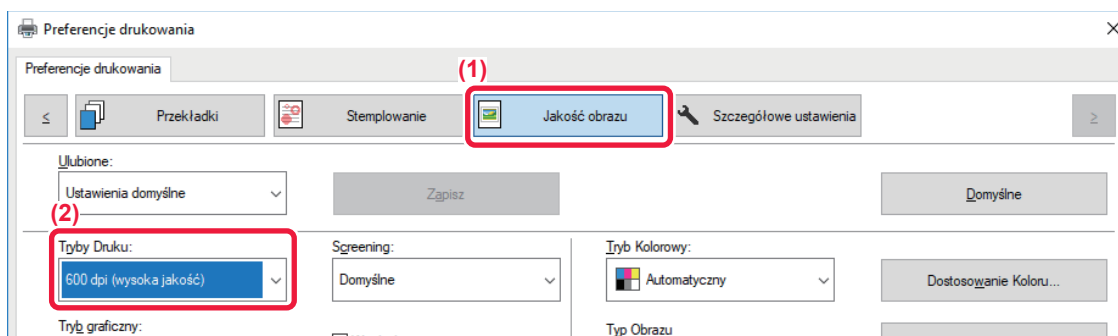 Preferencje drukowania
Preferencje drukowania
(1)
< Przekładki Stemplowanie Jakość obrazu Szczegółowe ustawienia >
Ulubione:
Ustawienia domyślne Zapisz Domyślne
(2)
Tryby Druku: Screening: Tryb Kolorowy:
600 dpi (wysoka jakość) Domyślne Automatyczny Dostosowanie Koloru...
Tryb graficzny: Typ Obrazu